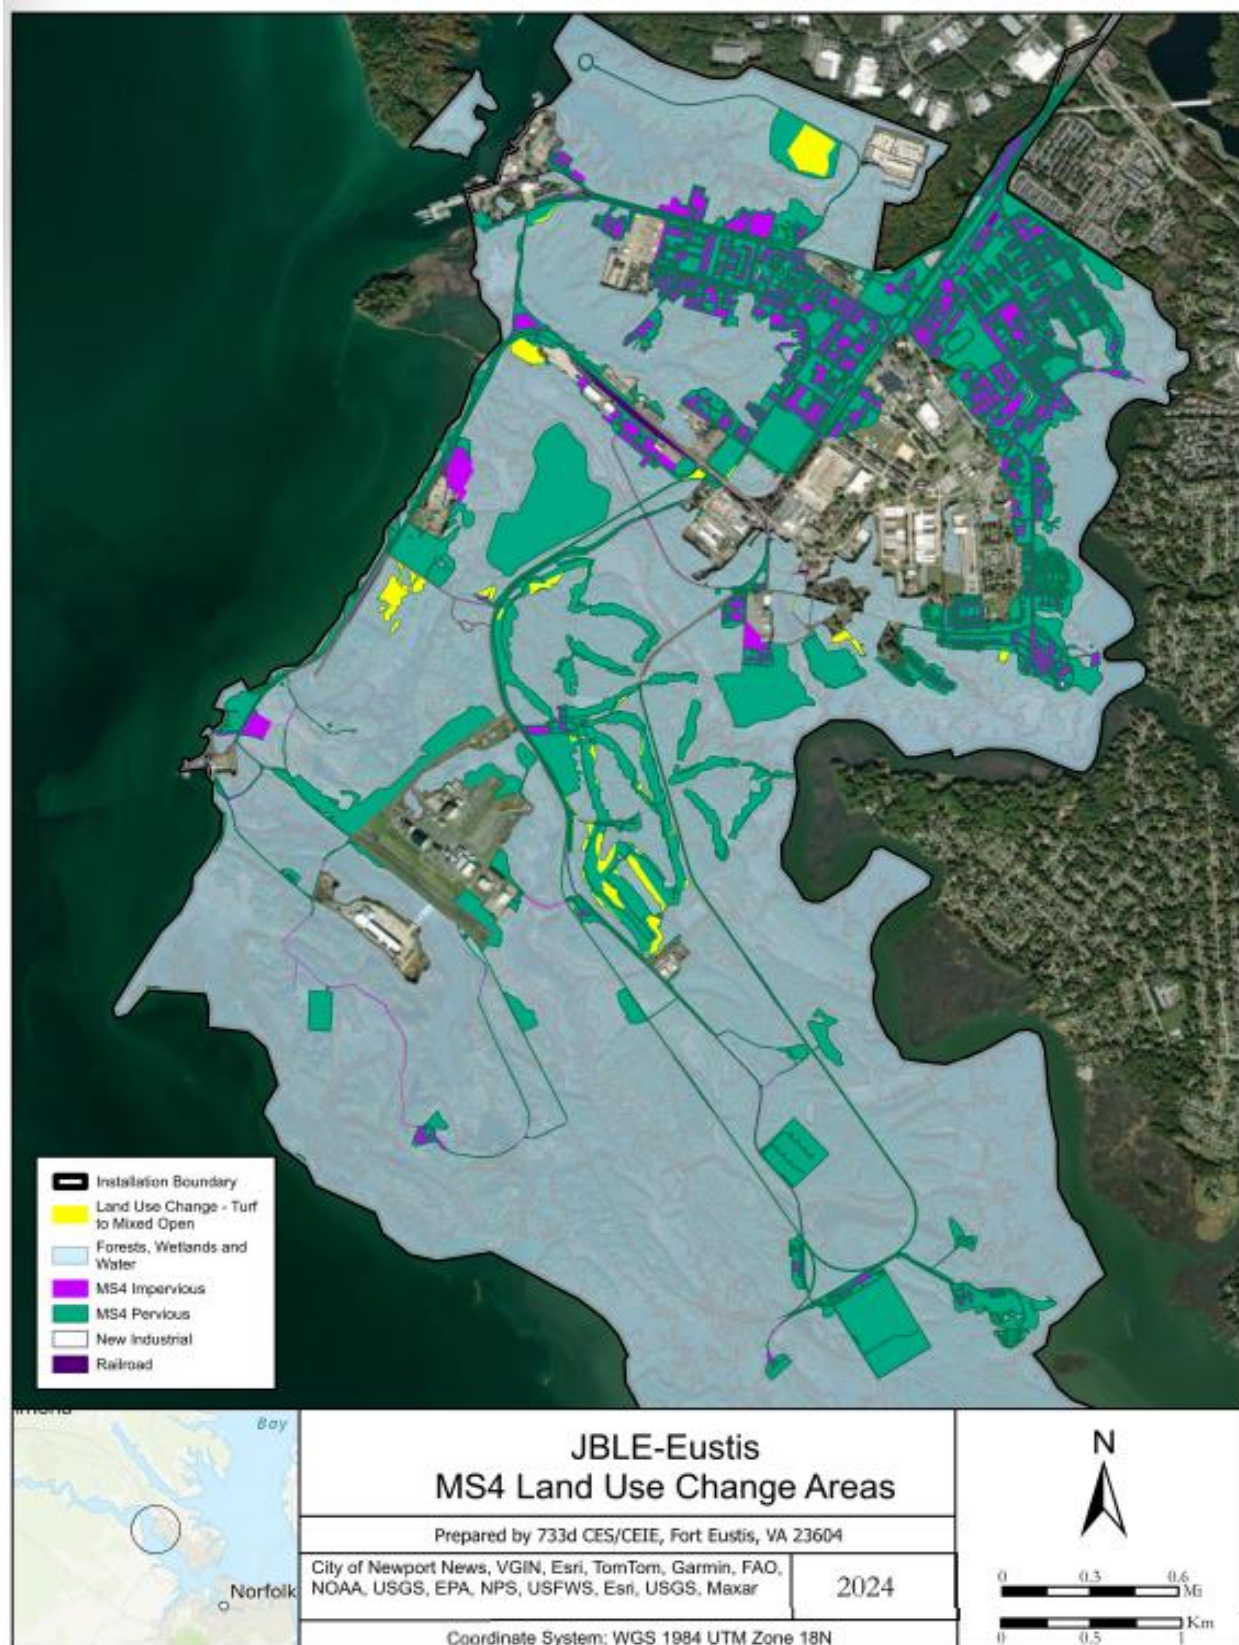 Installation Boundary
Land Use Change - Turf
to Mixed Open
Forests, Wetlands and
Water
MS4 Impervious
MS4 Pervious
New Industrial
Railroad
Bay
Norfolk
JBLE-Eustis
MS4 Land Use Change Areas
Prepared by 733d CES/CEIE, Fort Eustis, VA 23604
City of Newport News, VGIN, Esri, TomTom, Garmin, FAO,
NOAA, USGS, EPA, NPS, USFWS, Esri, USGS, Maxar
2024
Coordinate System: WGS 1984 UTM Zone 18N
N
0 0.3 0.6
Mi
Km
0 0.5 1